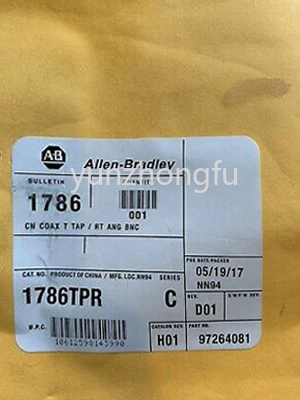 AB Allen-Bradley
yunzhongfu
BULLETIN
1786
001
CN COAX T TAP / RT ANG BNC
CAT. NO. PRODUCT OF CHINA / MFG. LOC.NN94 SERIES
1786TPR C
U.P.C.
PKG DATE/PACKER
05/19/17
NN94
REV.
D01
CATALOG REV.
H01
PART NO.
97264081